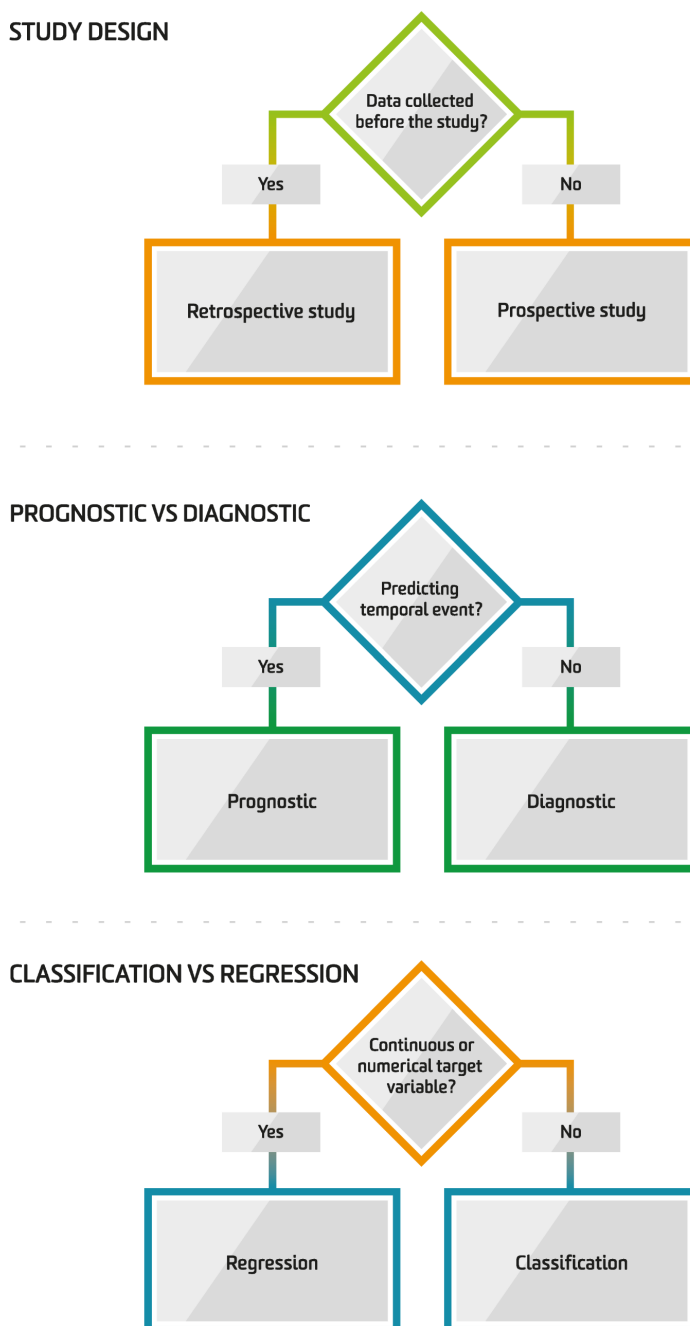 STUDY DESIGN
Data collected
before the study?
Yes
No
Retrospective study
Prospective study
PROGNOSTIC VS DIAGNOSTIC
Predicting
temporal event?
Yes
No
Prognostic
Diagnostic
CLASSIFICATION VS REGRESSION
Continuous or
numerical target
variable?
Yes
No
Regression
Classification